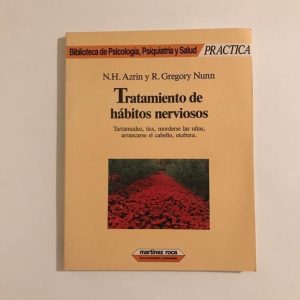 Biblioteca de Psicología, Psiquiatría y Salud PRACTICA
N.H. Azrin y R. Gregory Nunn
Tratamiento de
hábitos nerviosos
Tartamudez, tics, morderse las uñas,
arrancarse el cabello, etcétera.
martínez roca